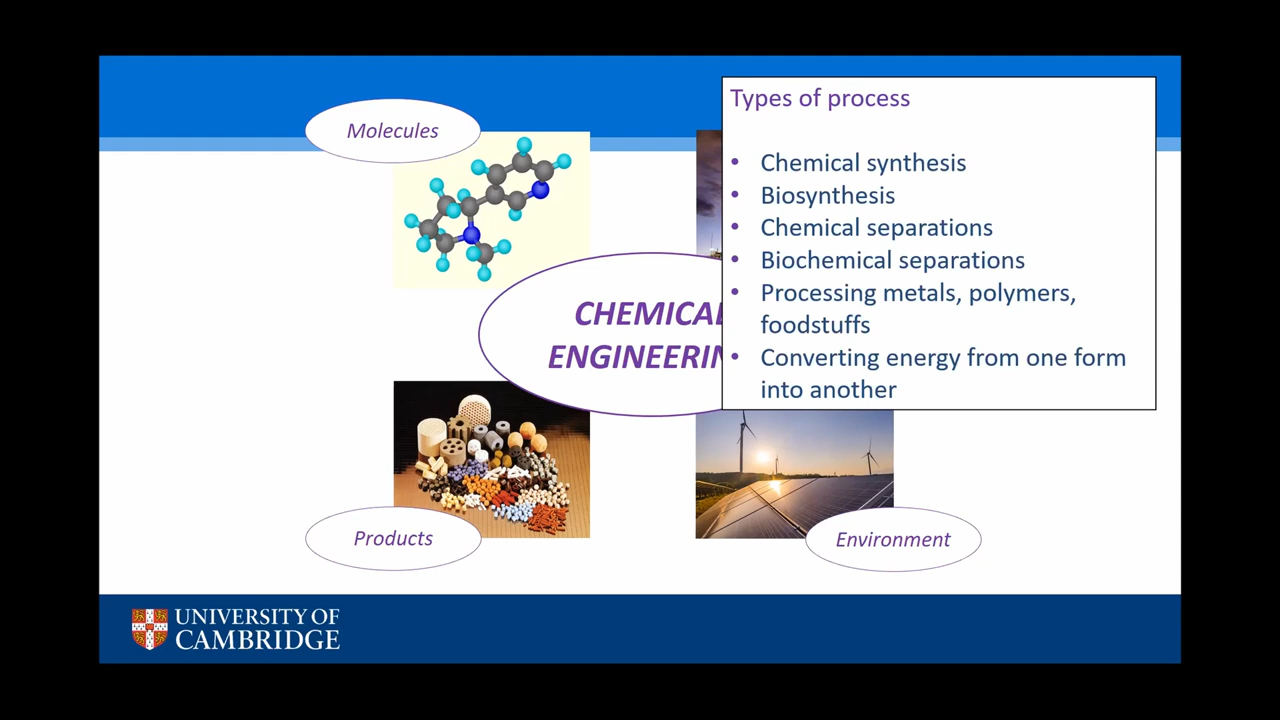 Molecules
Types of process
• Chemical synthesis
• Biosynthesis
• Chemical separations
• Biochemical separations
• Processing metals, polymers,
foodstuffs
• Converting energy from one form
into another
CHEMICAL
ENGINEERIN
Products
Environment
UNIVERSITY OF
CAMBRIDGE